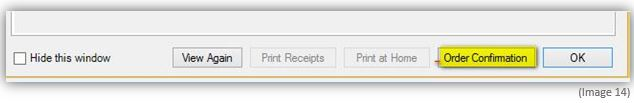 Hide this window View Again Print Receipts Print at Home Order Confirmation OK
(Image 14)